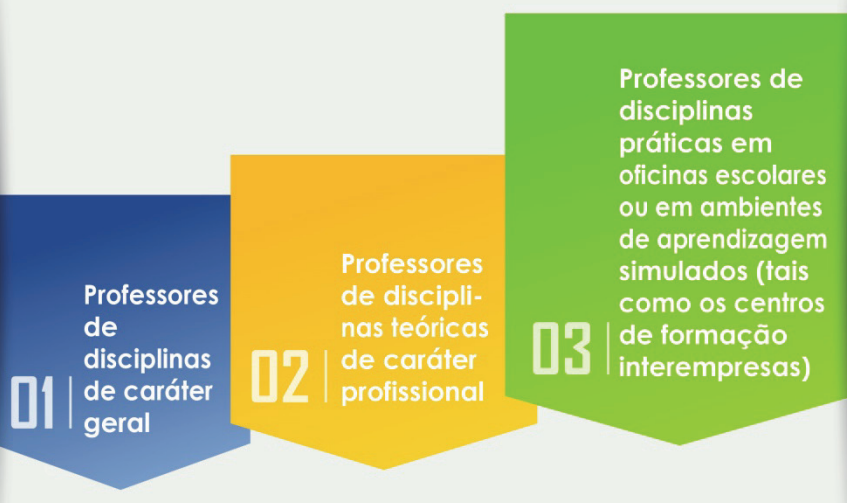 01
Professores
de
disciplinas
de caráter
geral
02
Professores
de discipli-
nas teóricas
de caráter
profissional
03
Professores de
disciplinas
práticas em
oficinas escolares
ou em ambientes
de aprendizagem
simulados (tais
como os centros
de formação
interempresas)